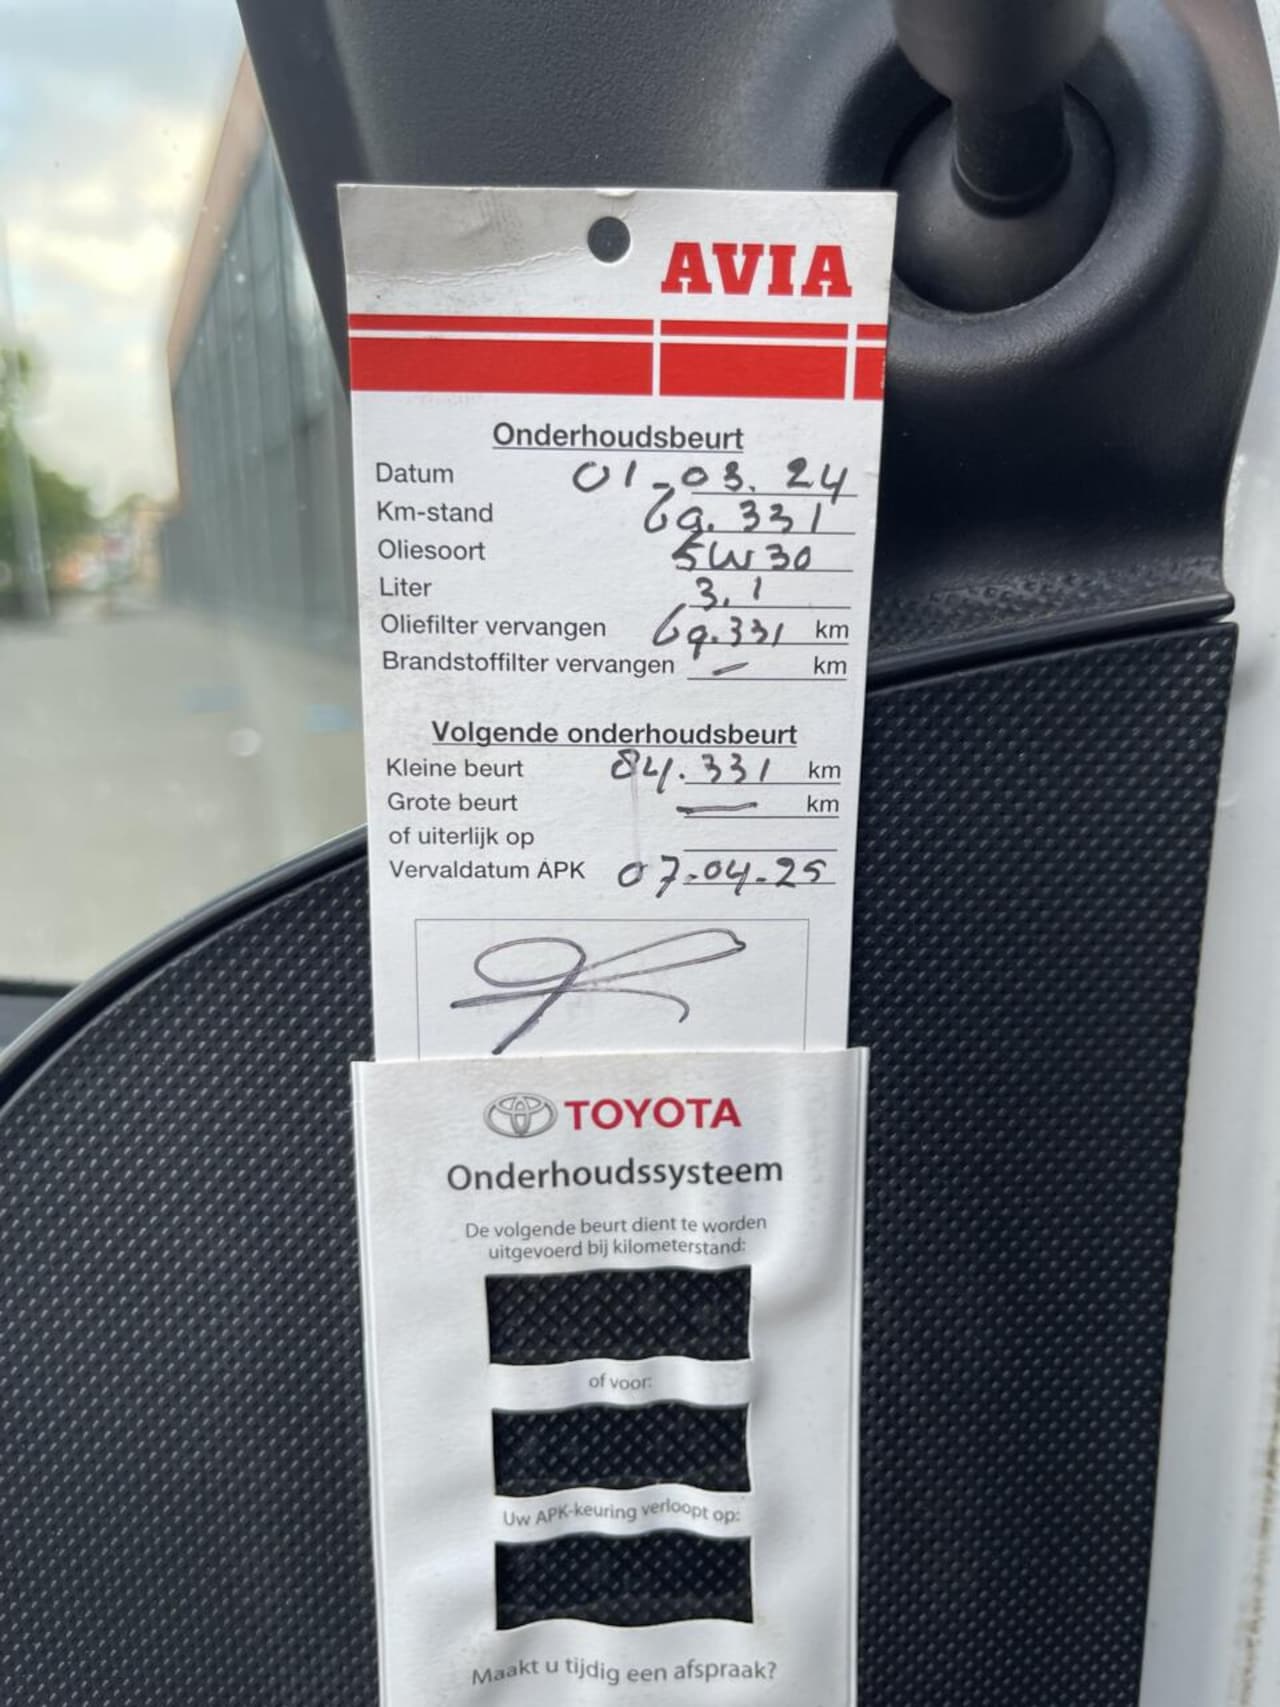 AVIA
Onderhoudsbeurt
Datum 01-03.24
Km-stand 69.331
Oliesoort 5W30
Liter 3,1
Oliefilter vervangen 69.331 km
Brandstoffilter vervangen — km
Volgende onderhoudsbeurt
Kleine beurt 84.331 km
Grote beurt — km
of uiterlijk op
Vervaldatum APK 07-04-25
TOYOTA
Onderhoudssysteem
De volgende beurt dient te worden
uitgevoerd bij kilometerstand:
of voor:
Uw APK-keuring verloopt op:
Maakt u tijdig een afspraak?